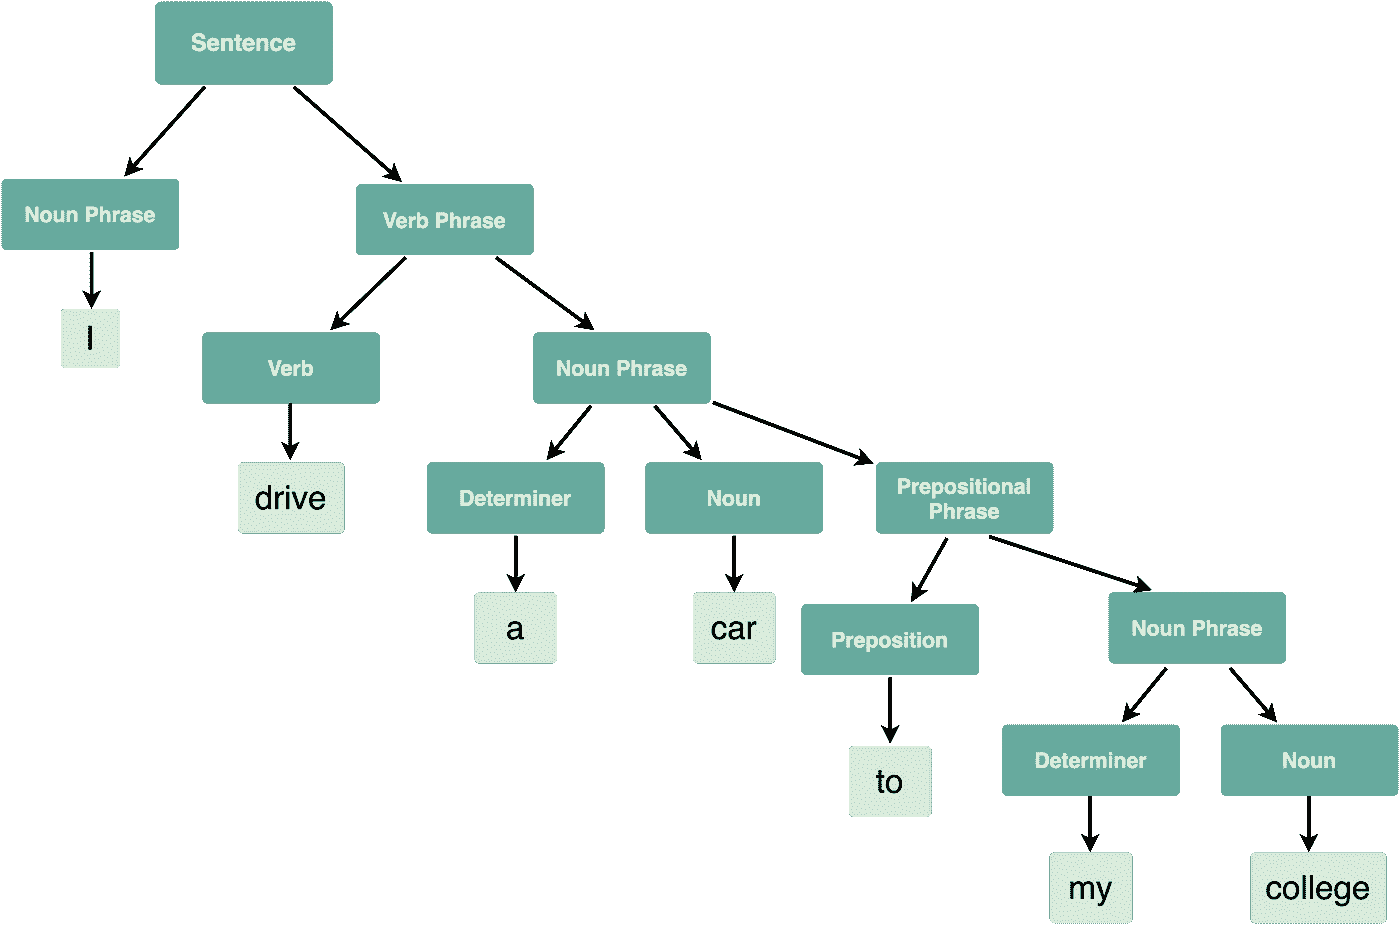 Sentence
Noun Phrase
Verb Phrase
I
Verb
Noun Phrase
drive
Determiner
Noun
Prepositional
Phrase
a
car
Preposition
Noun Phrase
to
Determiner
Noun
my
college